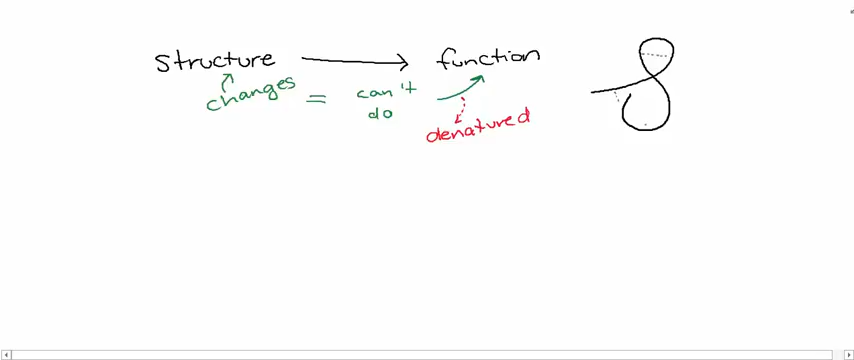 structure → function
changes = can't
do
denatured